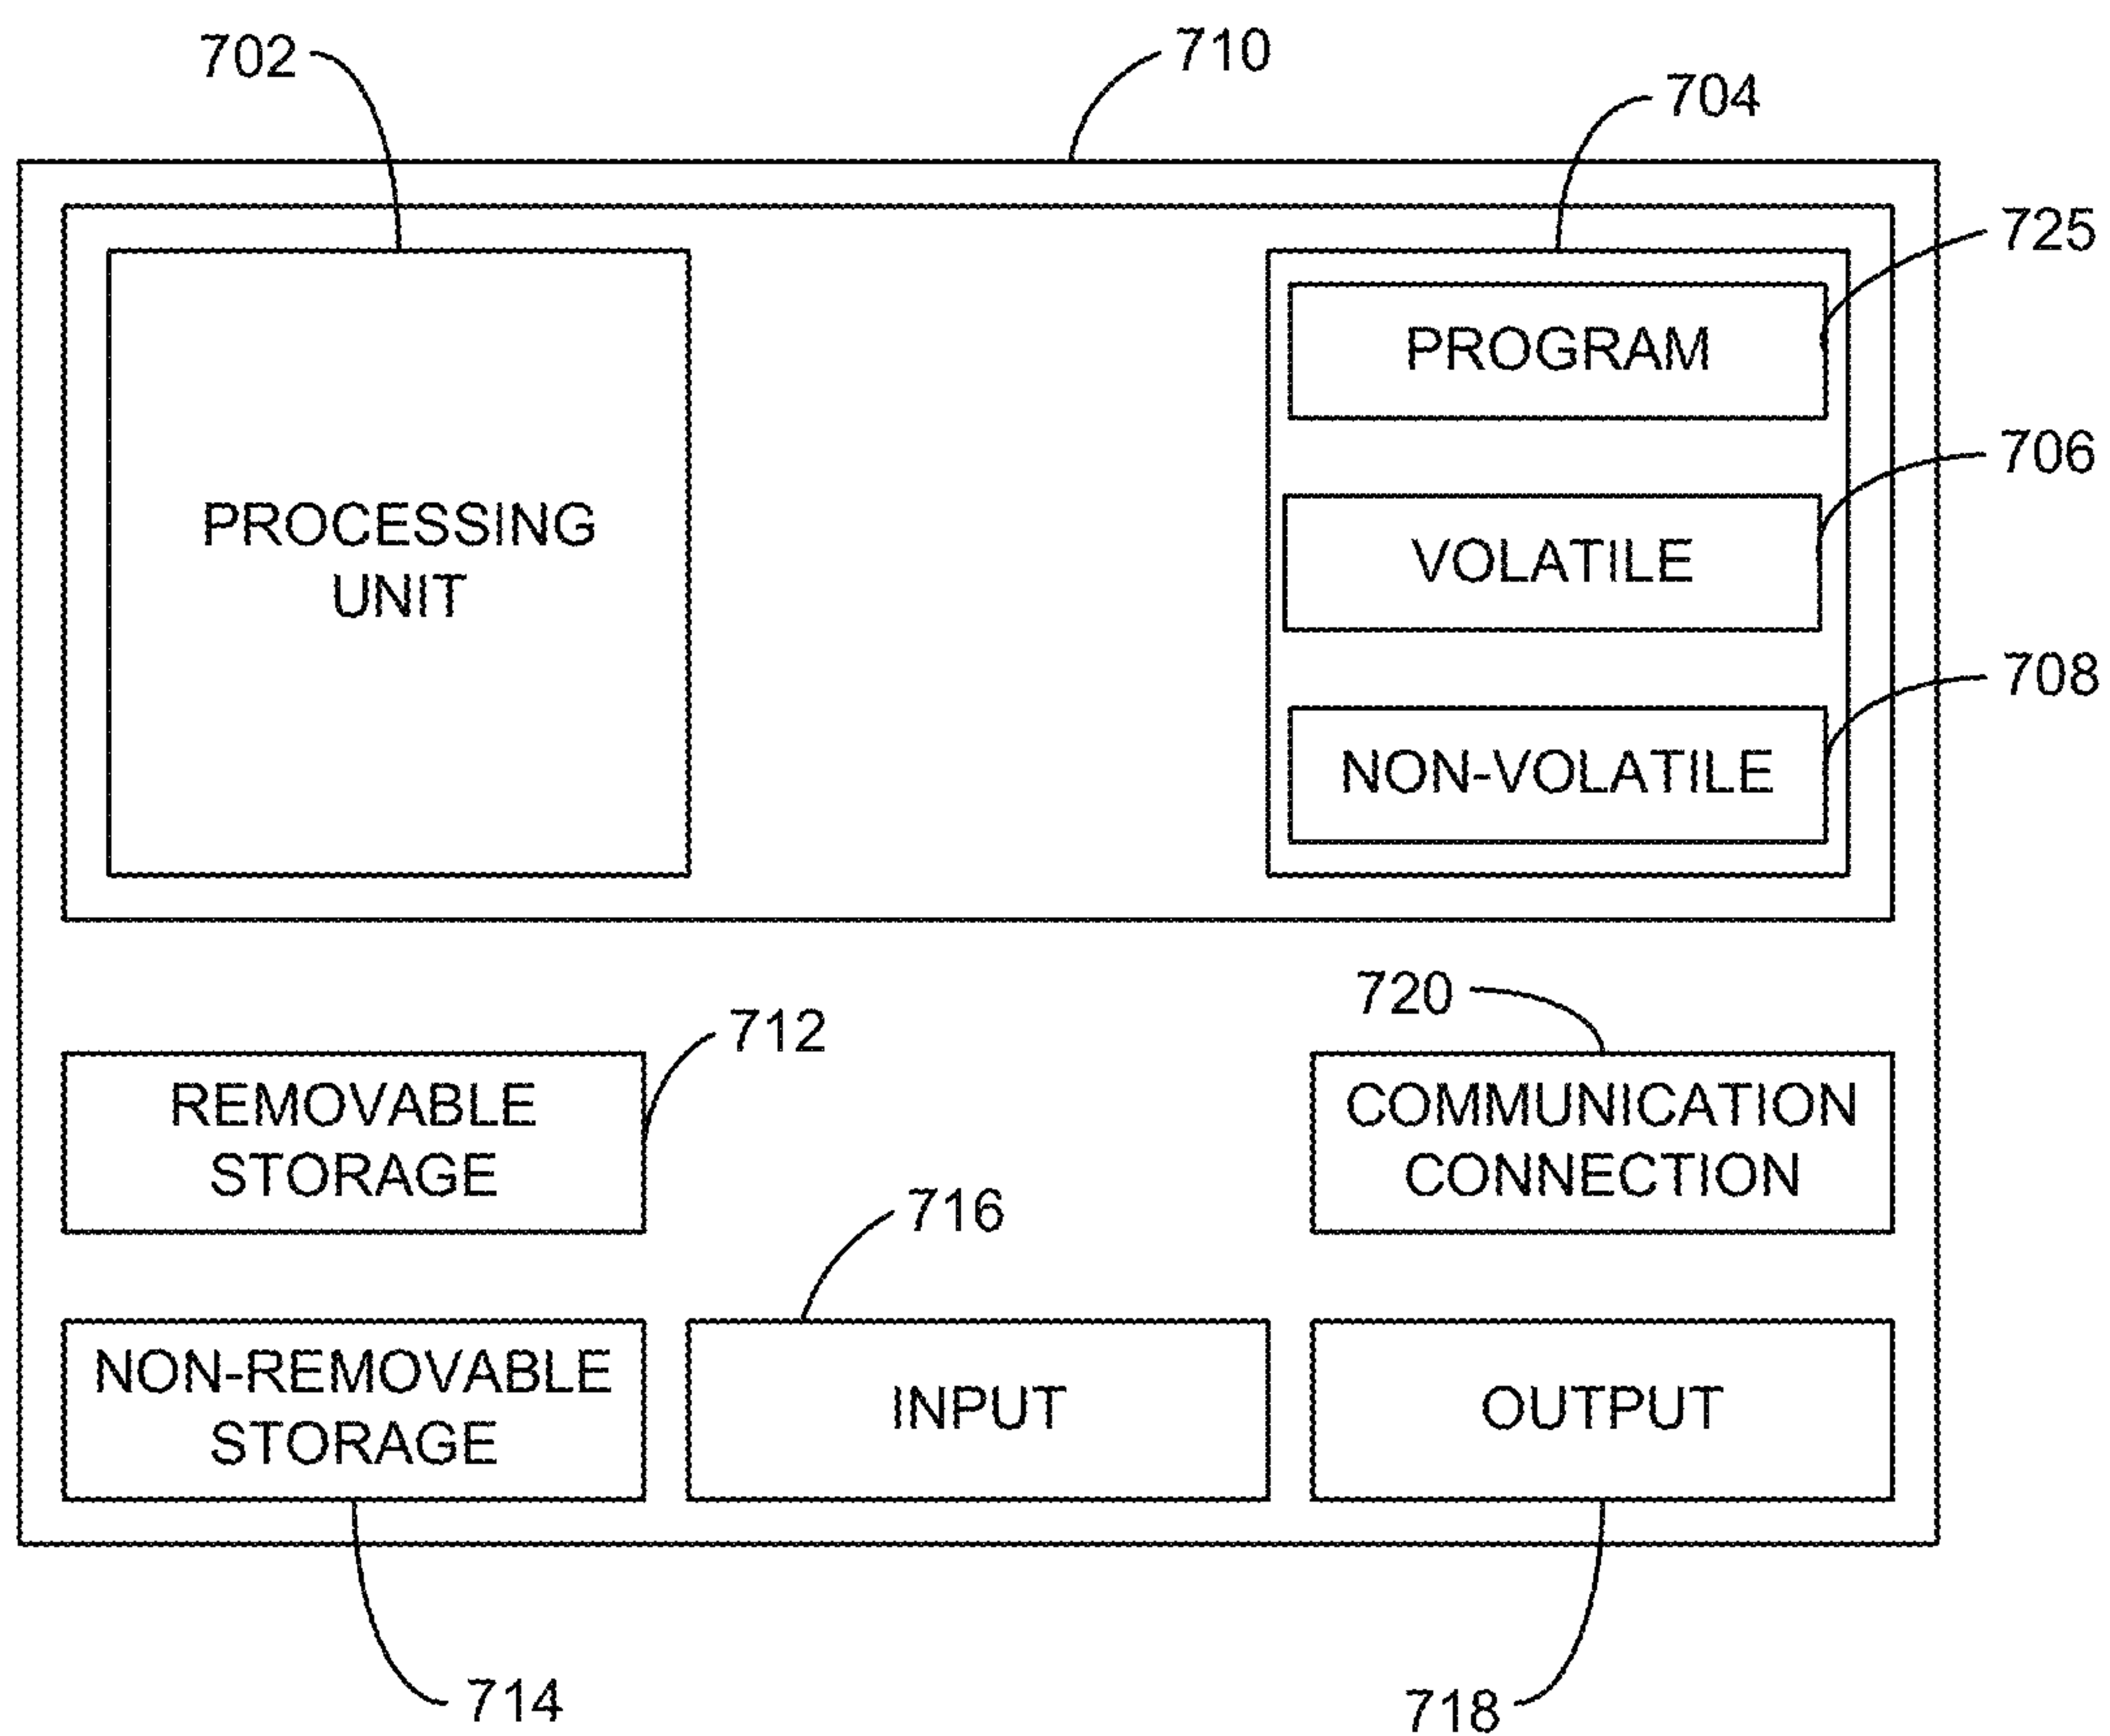 702
710
704
725
PROGRAM
706
PROCESSING
UNIT
VOLATILE
708
NON-VOLATILE
720
712
REMOVABLE
STORAGE
COMMUNICATION
CONNECTION
716
NON-REMOVABLE
STORAGE
INPUT
OUTPUT
714
718